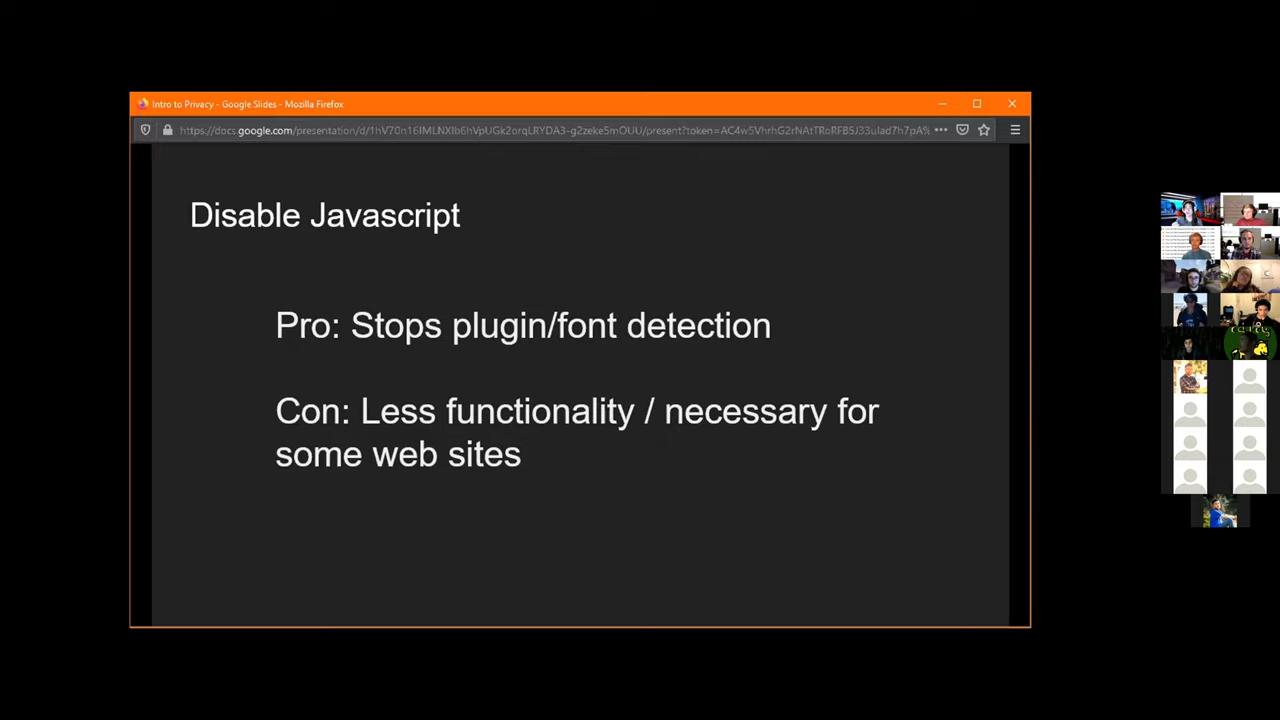 Intro to Privacy - Google Slides - Mozilla Firefox
Disable Javascript
Pro: Stops plugin/font detection
Con: Less functionality / necessary for
some web sites